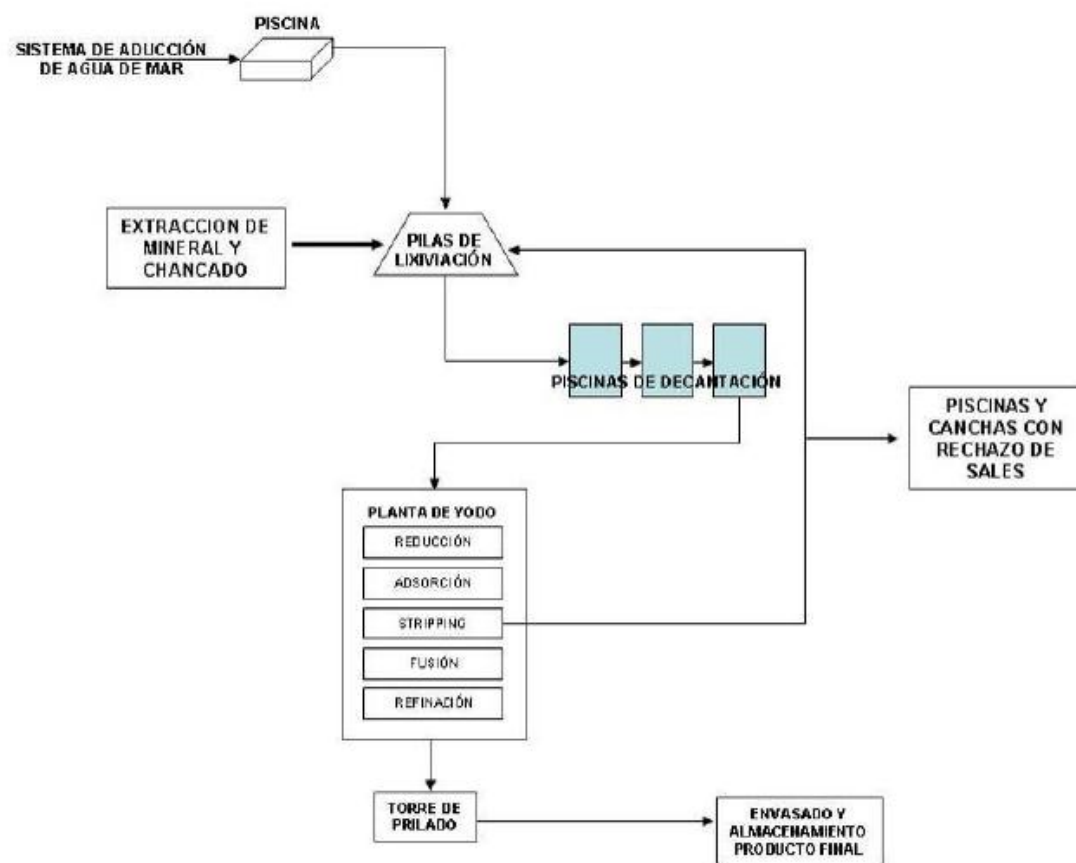 PISCINA
SISTEMA DE ADUCCIÓN
DE AGUA DE MAR
EXTRACCION DE
MINERAL Y
CHANCADO
PILAS DE
LIXIVIACIÓN
PISCINAS DE DECANTACIÓN
PISCINAS Y
CANCHAS CON
RECHAZO DE
SALES
PLANTA DE YODO
REDUCCIÓN
ADSORCIÓN
STRIPPING
FUSIÓN
REFINACIÓN
TORRE DE
PRILADO
ENVASADO Y
ALMACENAMIENTO
PRODUCTO FINAL